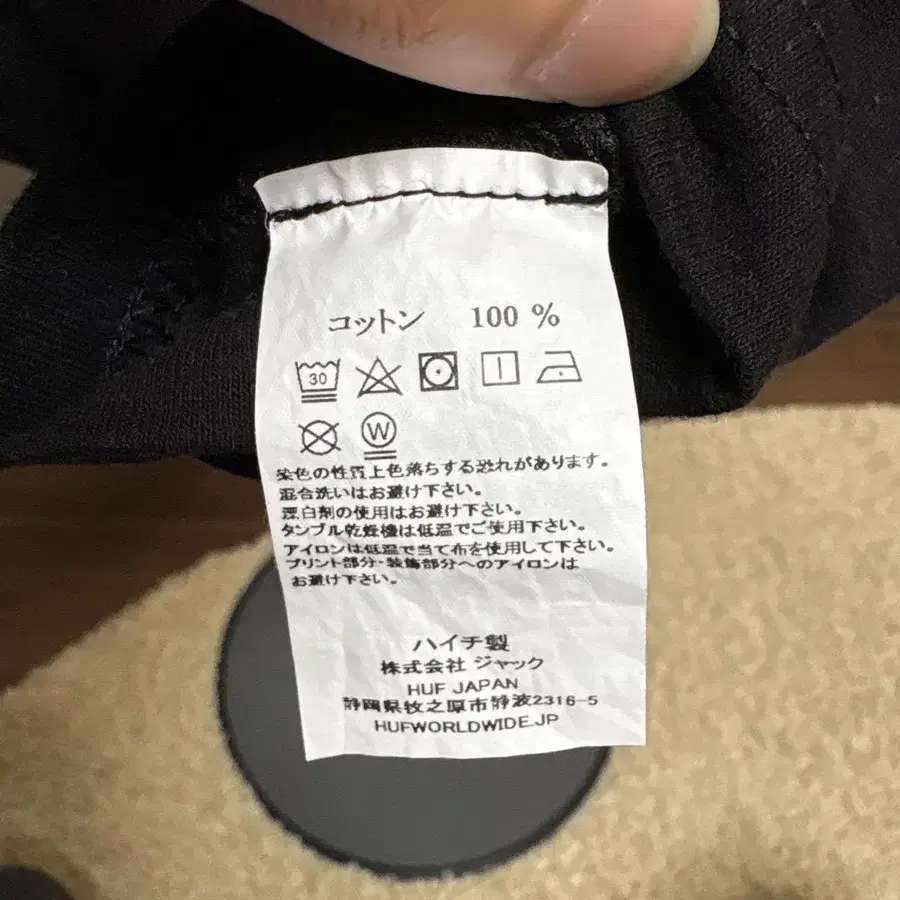 コットン 100 %
30
W
染色の性質上色落ちする恐れがあります。
混合洗いはお避け下さい。
漂白剤の使用はお避け下さい。
タンブル乾燥機は低温でご使用下さい。
アイロンは低温で当て布を使用して下さい。
プリント部分・装飾部分へのアイロンは
お避け下さい。
ハイチ製
株式会社 ジャック
HUF JAPAN
静岡県牧之原市静波2316-5
HUFWORLDWIDE.JP